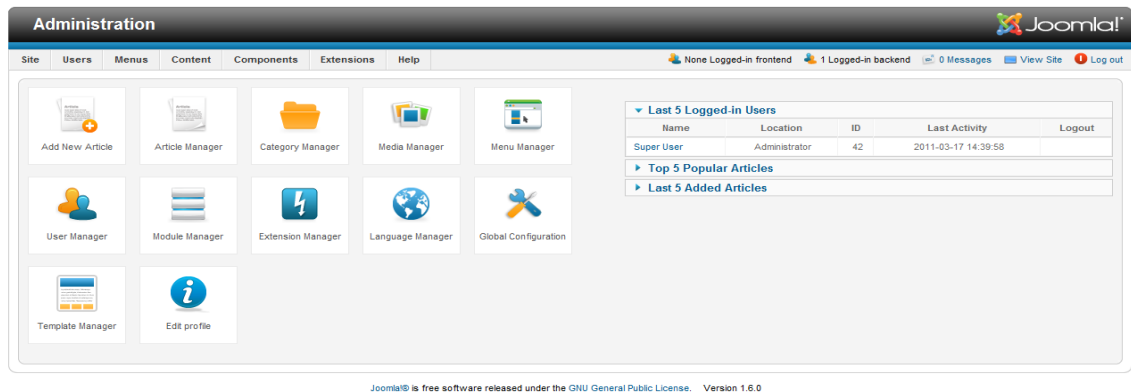 Administration
Joomla!
Site Users Menus Content Components Extensions Help
None Logged-in frontend 1 Logged-in backend 0 Messages View Site Log out
Add New Article Article Manager Category Manager Media Manager Menu Manager
User Manager Module Manager Extension Manager Language Manager Global Configuration
Template Manager Edit profile
Last 5 Logged-in Users
Name Location ID Last Activity Logout
Super User Administrator 42 2011-03-17 14:39:58
Top 5 Popular Articles
Last 5 Added Articles
Joomla!® is free software released under the GNU General Public License. Version 1.6.0